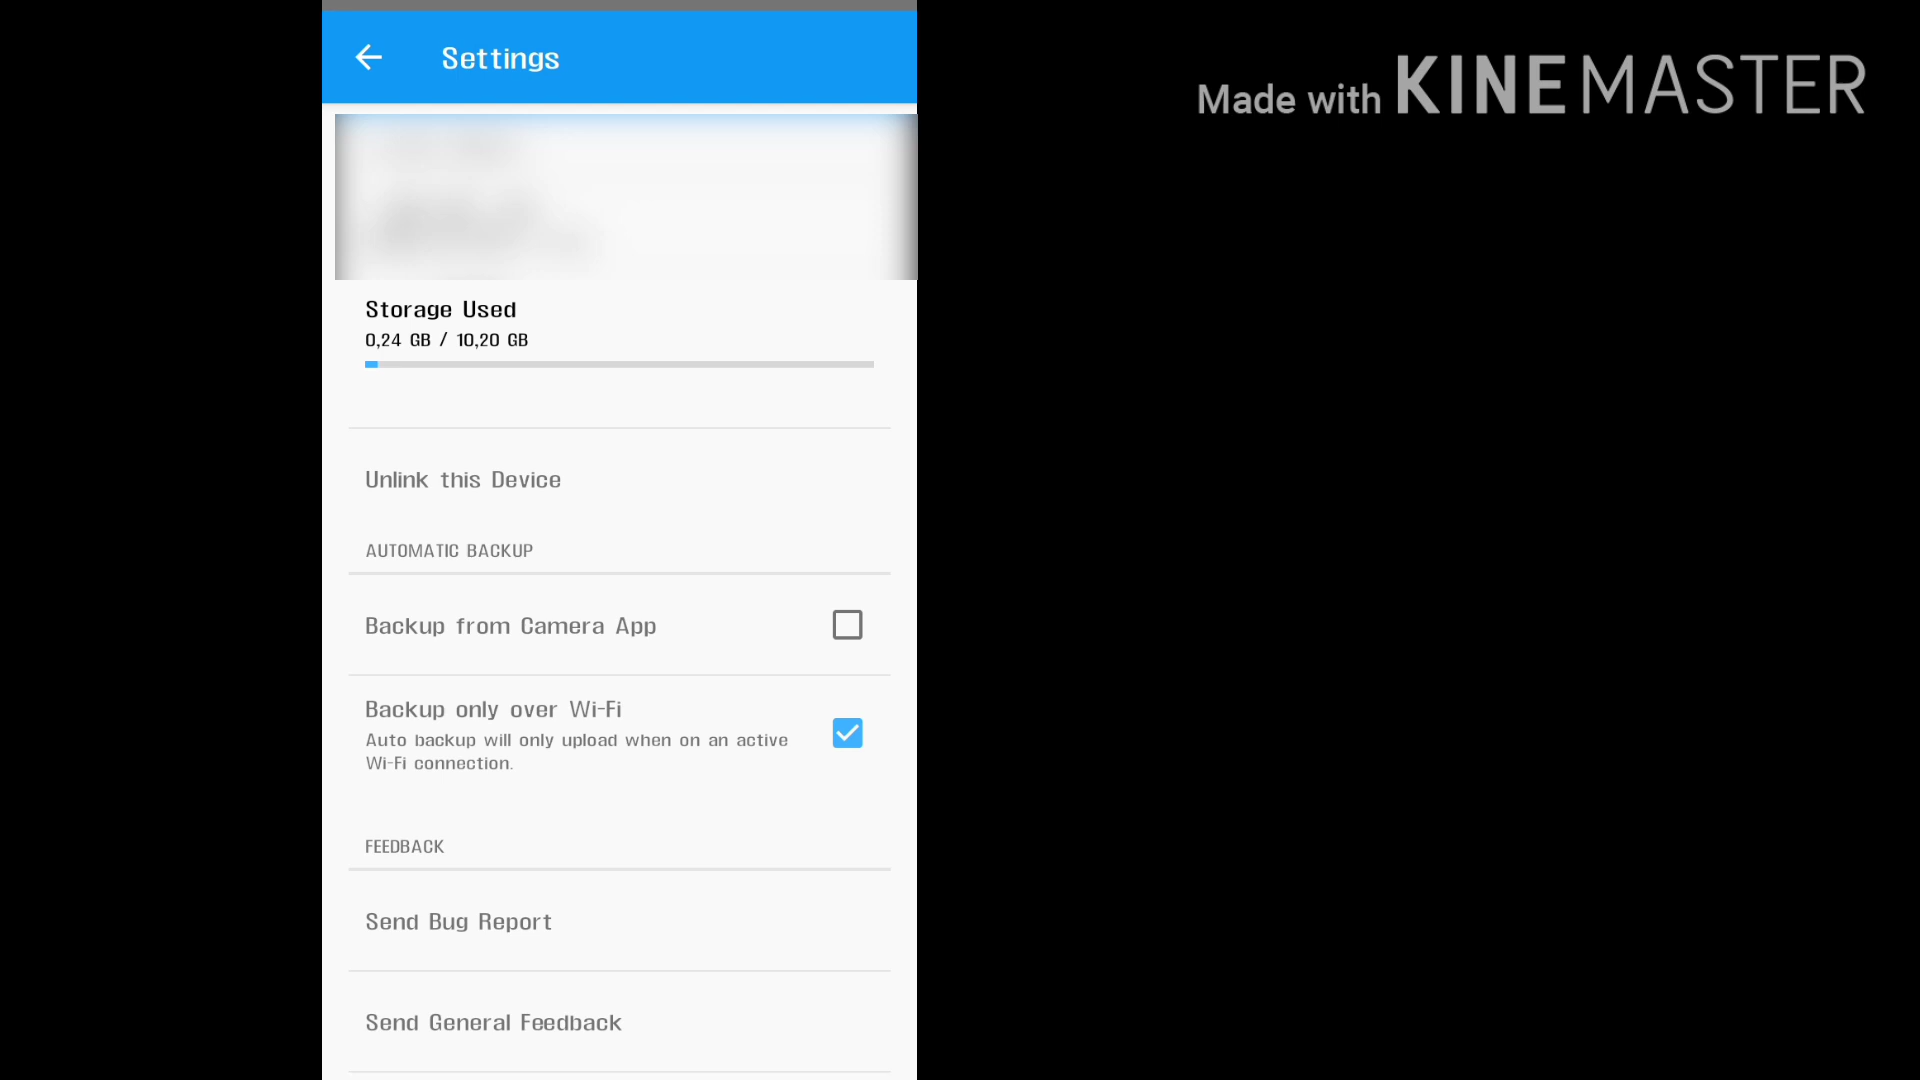 Settings
Made with KINEMASTER
Storage Used
0,24 GB / 10,20 GB
Unlink this Device
AUTOMATIC BACKUP
Backup from Camera App
Backup only over Wi-Fi
Auto backup will only upload when on an active
Wi-Fi connection.
FEEDBACK
Send Bug Report
Send General Feedback